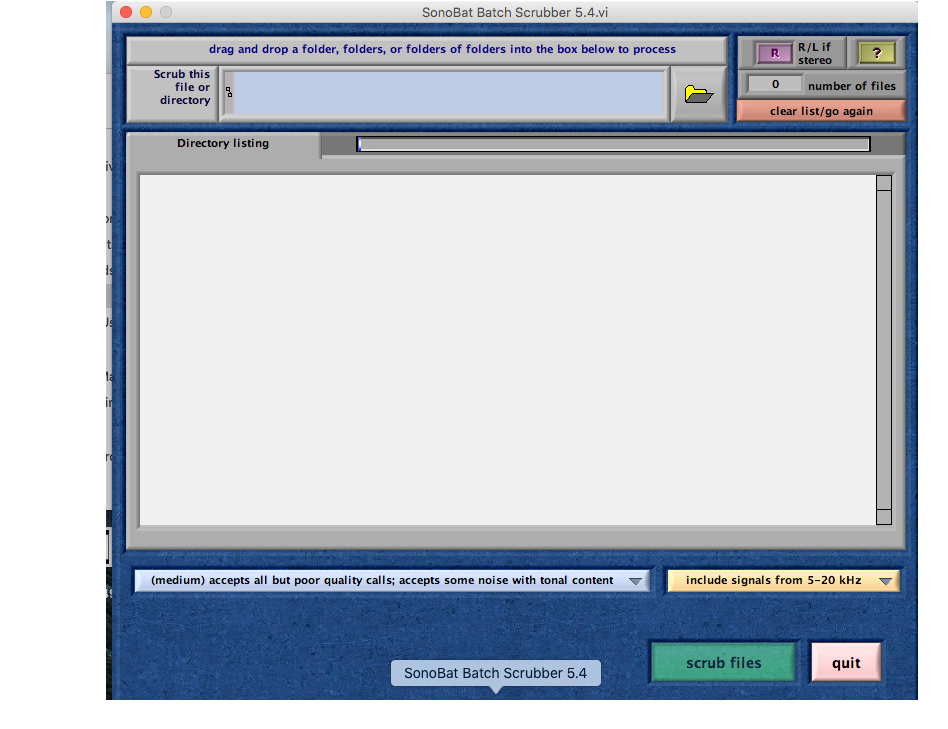 SonoBat Batch Scrubber 5.4.vi
drag and drop a folder, folders, or folders of folders into the box below to process
Scrub this
file or
directory
R
R/L if
stereo
?
0
number of files
clear list/go again
Directory listing
(medium) accepts all but poor quality calls; accepts some noise with tonal content
include signals from 5-20 kHz
scrub files
quit
SonoBat Batch Scrubber 5.4